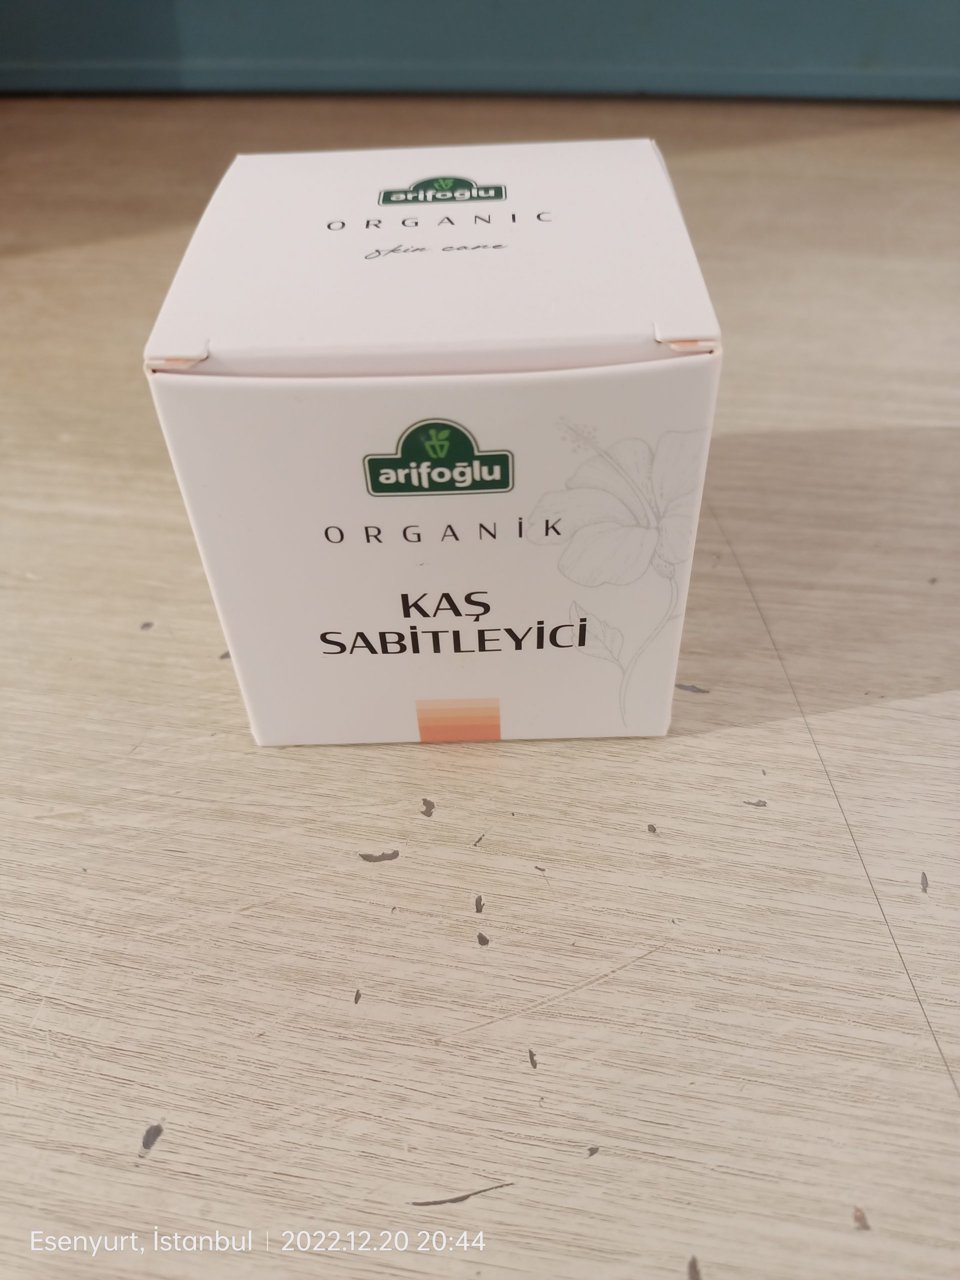 arifoğlu
ORGANIC
skin care
arifoğlu
ORGANİK
KAŞ
SABİTLEYİCİ
Esenyurt, İstanbul | 2022.12.20 20:44